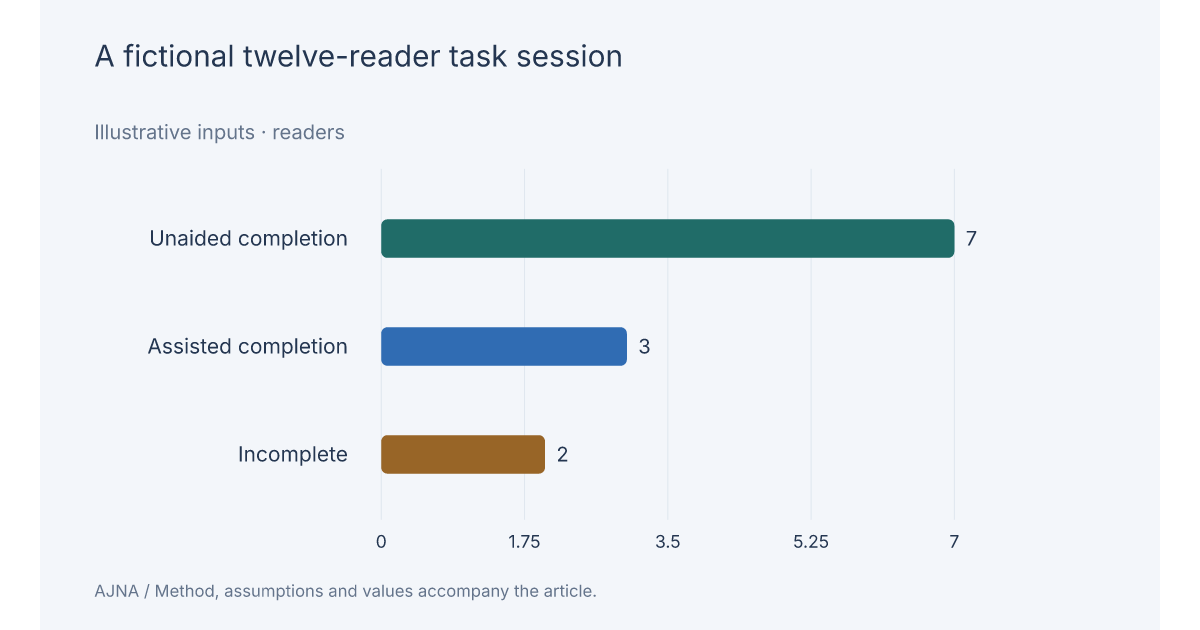 A fictional twelve-reader task session
Illustrative inputs · readers
Unaided completion 7
Assisted completion 3
Incomplete 2
0 1.75 3.5 5.25 7
AJNA / Method, assumptions and values accompany the article.